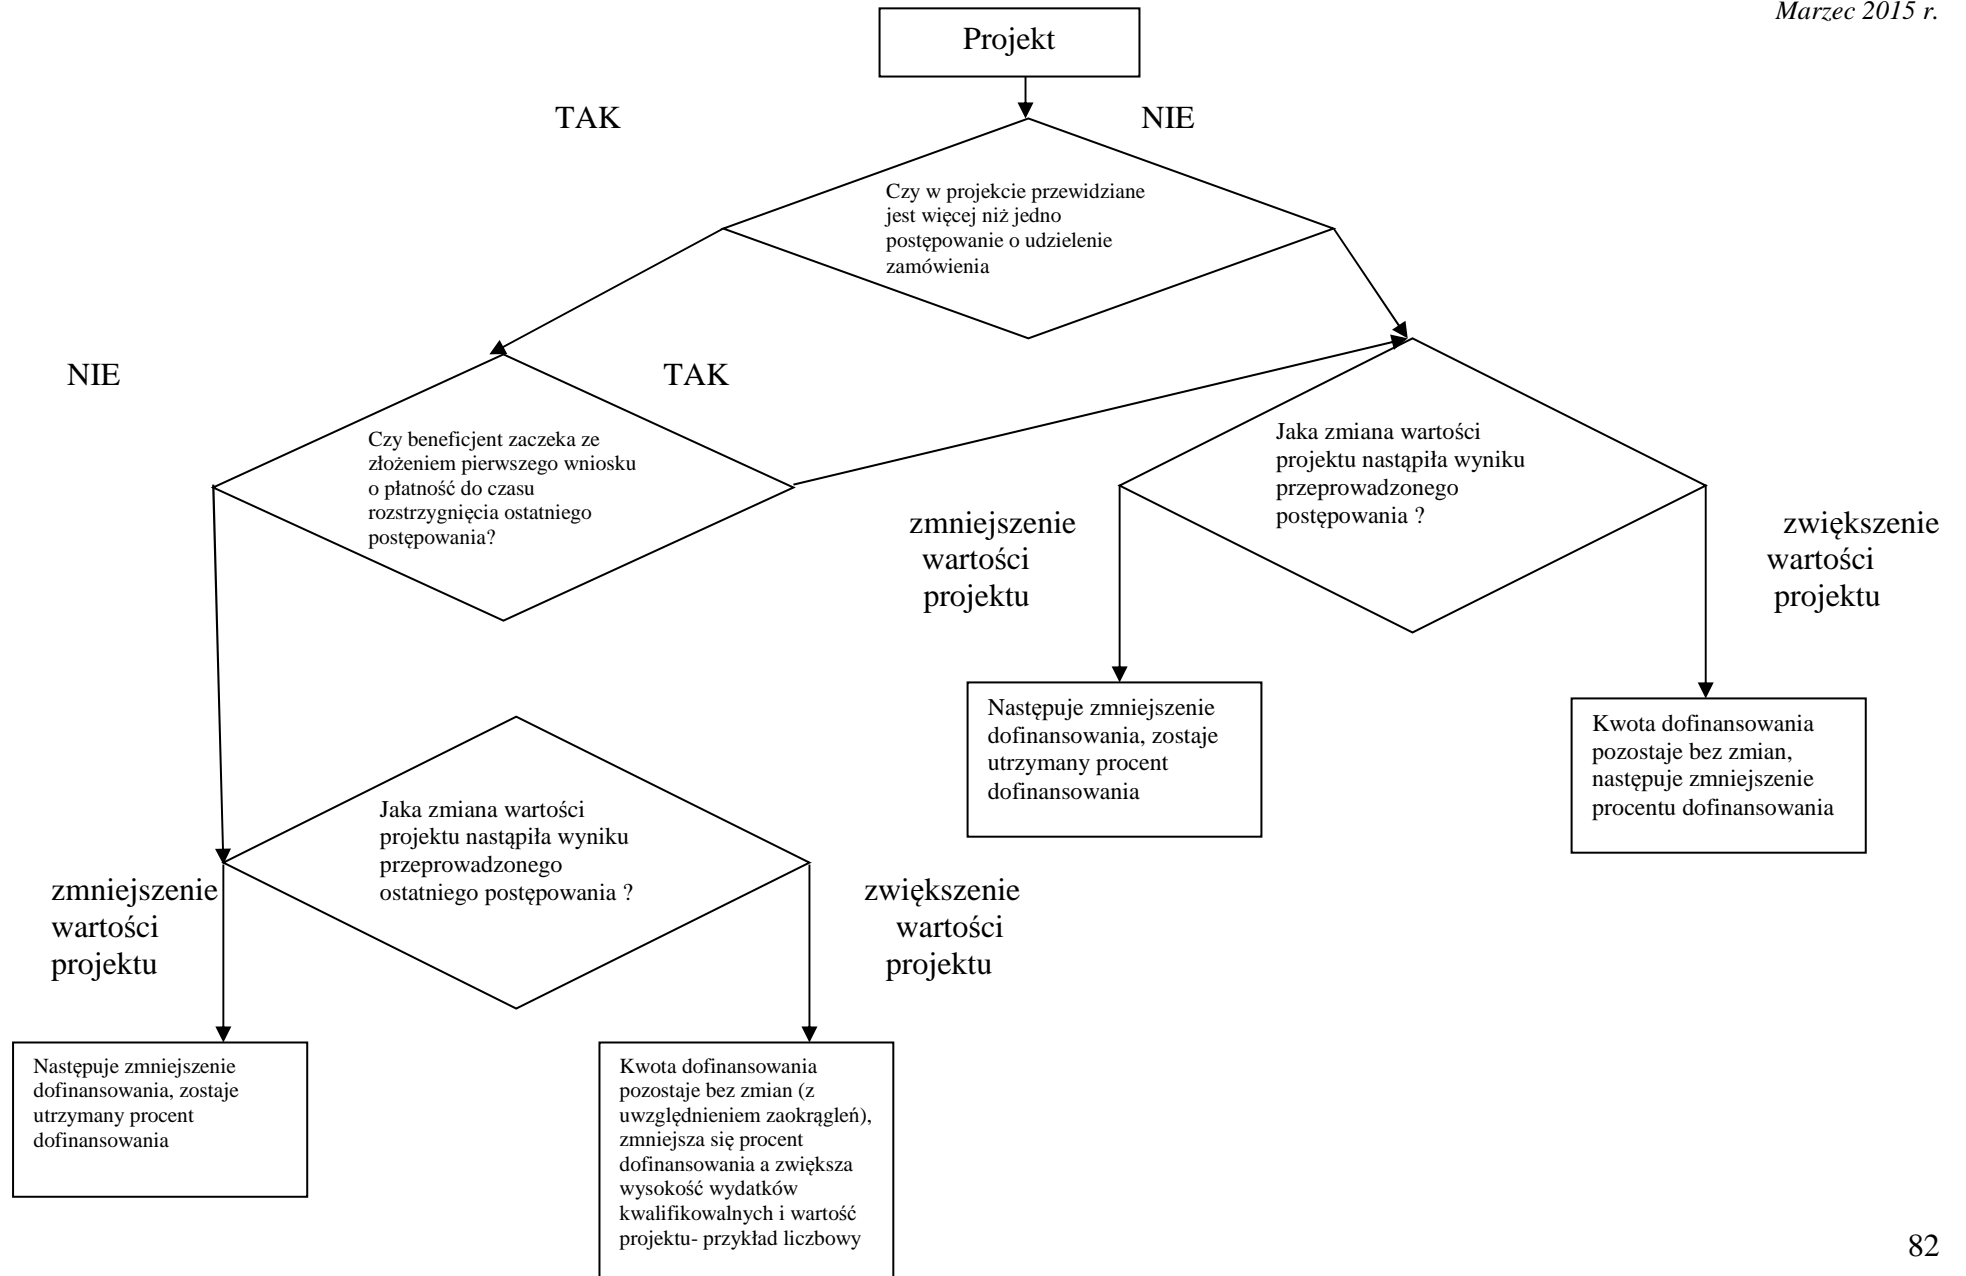 Marzec 2015 r.
Projekt
TAK
NIE
Czy w projekcie przewidziane
jest więcej niż jedno
postępowanie o udzielenie
zamówienia
NIE
TAK
Czy beneficjent zaczeka ze
złożeniem pierwszego wniosku
o płatność do czasu
rozstrzygnięcia ostatniego
postępowania?
Jaka zmiana wartości
projektu nastąpiła wyniku
przeprowadzonego
postępowania ?
zmniejszenie
wartości
projektu
zwiększenie
wartości
projektu
Następuje zmniejszenie
dofinansowania, zostaje
utrzymany procent
dofinansowania
Kwota dofinansowania
pozostaje bez zmian,
następuje zmniejszenie
procentu dofinansowania
Jaka zmiana wartości
projektu nastąpiła wyniku
przeprowadzonego
ostatniego postępowania ?
zmniejszenie
wartości
projektu
zwiększenie
wartości
projektu
Następuje zmniejszenie
dofinansowania, zostaje
utrzymany procent
dofinansowania
Kwota dofinansowania
pozostaje bez zmian (z
uwzględnieniem zaokrągleń),
zmniejsza się procent
dofinansowania a zwiększa
wysokość wydatków
kwalifikowalnych i wartość
projektu- przykład liczbowy
82